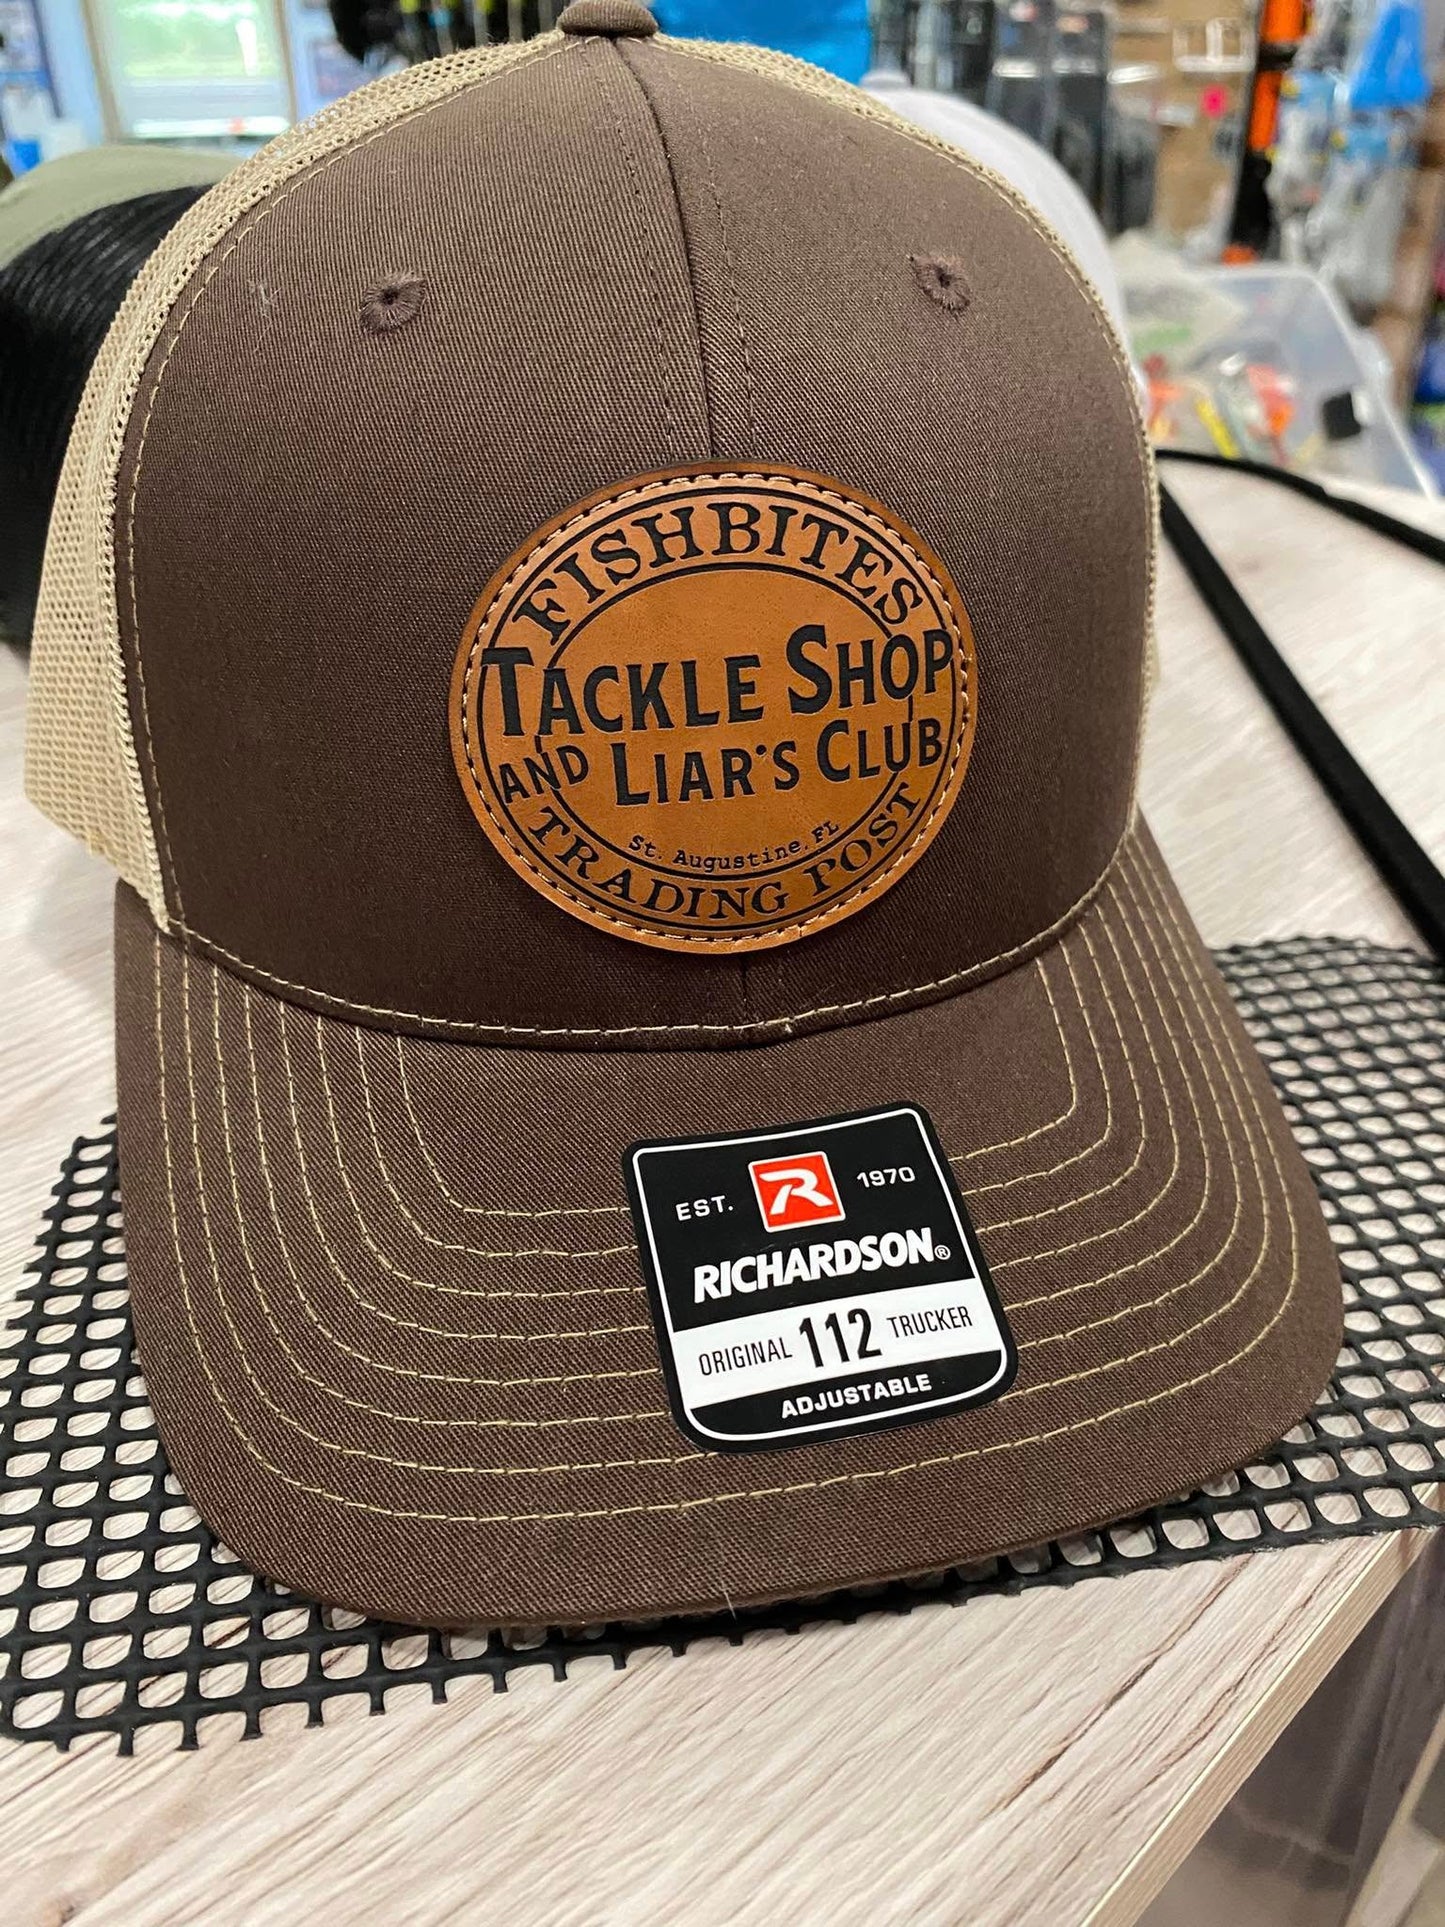 FISHBITES
TACKLE SHOP
AND LIAR'S CLUB
St. Augustine, FL
TRADING POST
EST. R 1970
RICHARDSON®
ORIGINAL 112 TRUCKER
ADJUSTABLE